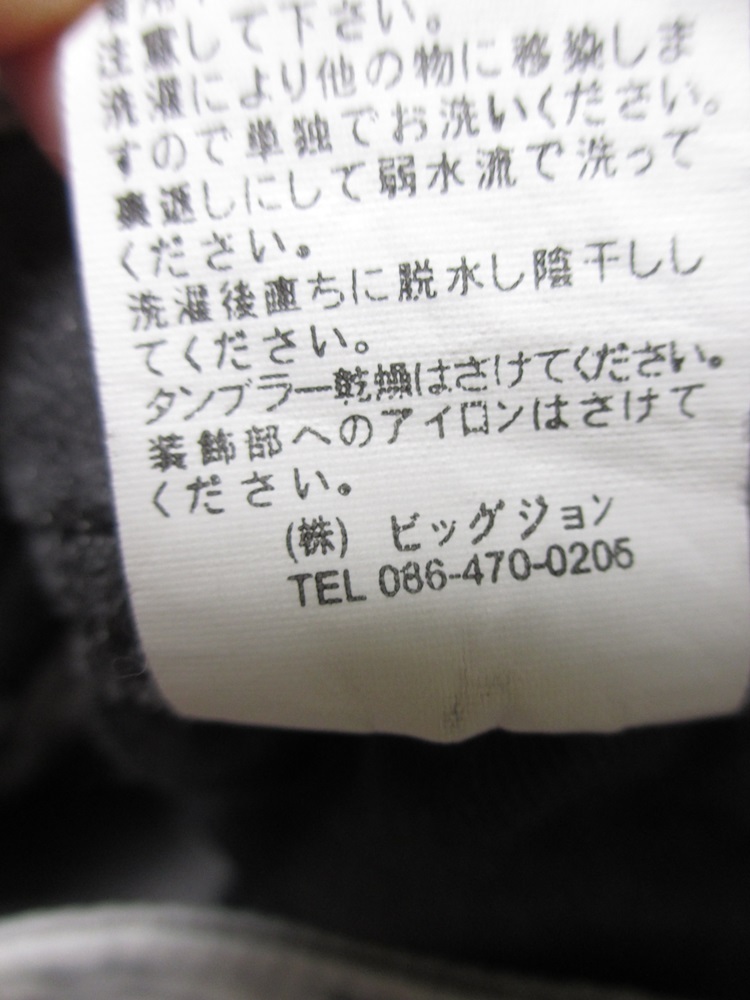 注意して下さい。
洗濯により他の物に移染しま
すので単独でお洗いください。
裏返しにして弱水流で洗って
ください。
洗濯後直ちに脱水し陰干しし
てください。
タンブラー乾燥はさけてください。
装飾部へのアイロンはさけて
ください。
(株) ビッグジョン
TEL 086-470-0205